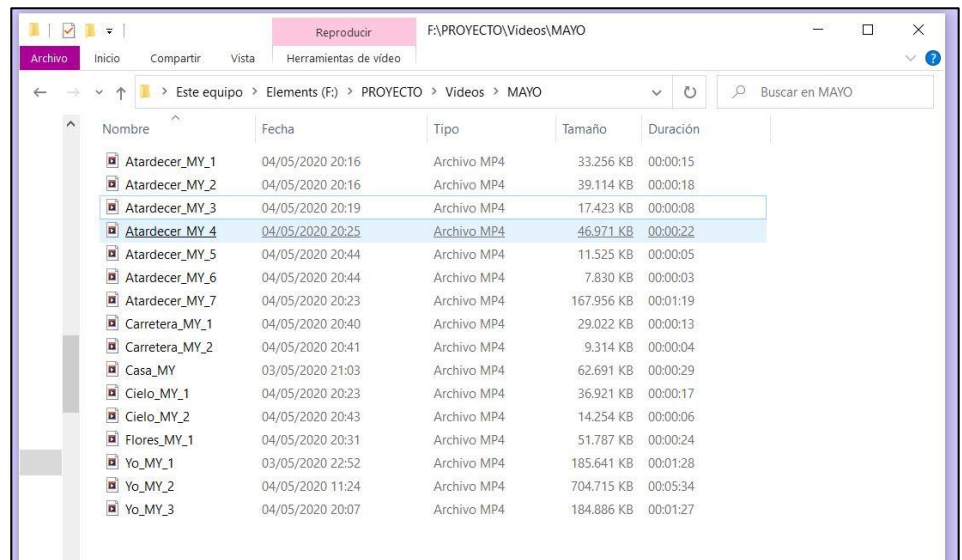 Reproducir F:\PROYECTO\Videos\MAYO
Archivo Inicio Compartir Vista Herramientas de vídeo
Este equipo > Elements (F:) > PROYECTO > Videos > MAYO Buscar en MAYO
Nombre Fecha Tipo Tamaño Duración
Atardecer_MY_1 04/05/2020 20:16 Archivo MP4 33.256 KB 00:00:15
Atardecer_MY_2 04/05/2020 20:16 Archivo MP4 39.114 KB 00:00:18
Atardecer_MY_3 04/05/2020 20:19 Archivo MP4 17.423 KB 00:00:08
Atardecer_MY_4 04/05/2020 20:25 Archivo MP4 46.971 KB 00:00:22
Atardecer_MY_5 04/05/2020 20:44 Archivo MP4 11.525 KB 00:00:05
Atardecer_MY_6 04/05/2020 20:44 Archivo MP4 7.830 KB 00:00:03
Atardecer_MY_7 04/05/2020 20:23 Archivo MP4 167.956 KB 00:01:19
Carretera_MY_1 04/05/2020 20:40 Archivo MP4 29.022 KB 00:00:13
Carretera_MY_2 04/05/2020 20:41 Archivo MP4 9.314 KB 00:00:04
Casa_MY 03/05/2020 21:03 Archivo MP4 62.691 KB 00:00:29
Cielo_MY_1 04/05/2020 20:23 Archivo MP4 36.921 KB 00:00:17
Cielo_MY_2 04/05/2020 20:43 Archivo MP4 14.254 KB 00:00:06
Flores_MY_1 04/05/2020 20:31 Archivo MP4 51.787 KB 00:00:24
Yo_MY_1 03/05/2020 22:52 Archivo MP4 185.641 KB 00:01:28
Yo_MY_2 04/05/2020 11:24 Archivo MP4 704.715 KB 00:05:34
Yo_MY_3 04/05/2020 20:07 Archivo MP4 184.886 KB 00:01:27